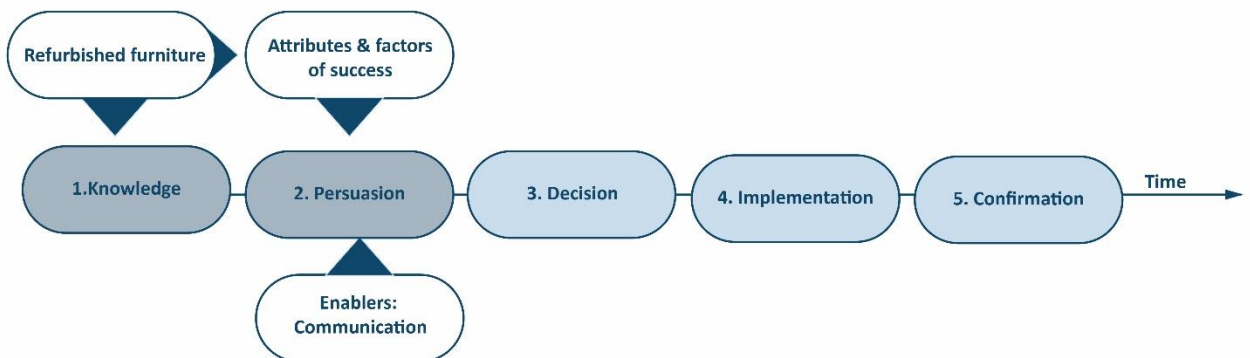 Refurbished furniture
Attributes & factors
of success
1.Knowledge
2. Persuasion
3. Decision
4. Implementation
5. Confirmation
Time
Enablers:
Communication